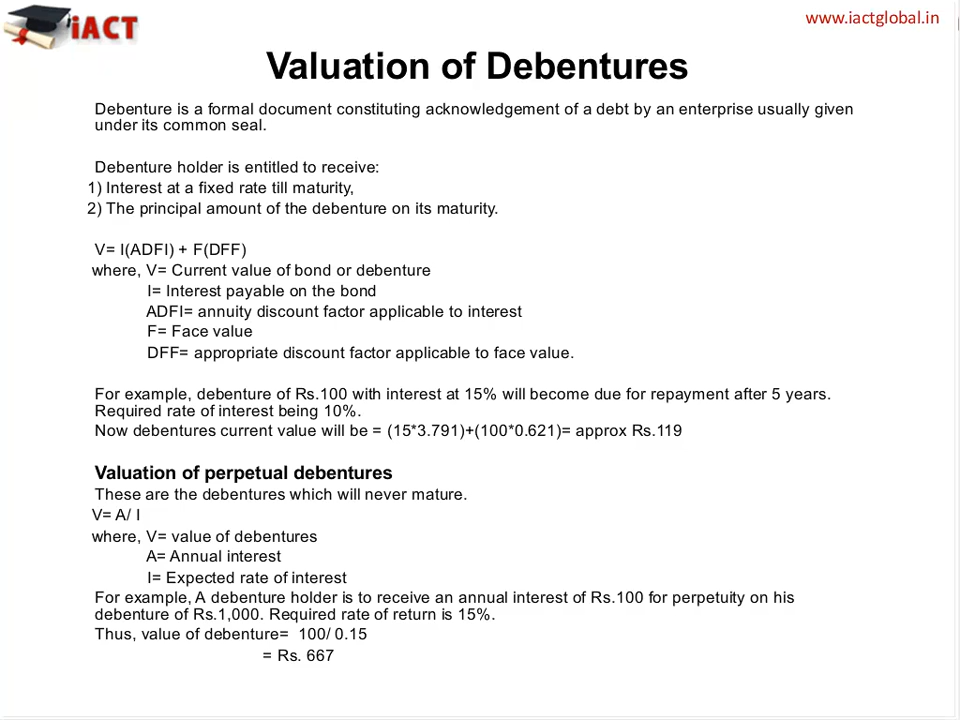 iACT
www.iactglobal.in
Valuation of Debentures
Debenture is a formal document constituting acknowledgement of a debt by an enterprise usually given
under its common seal.
Debenture holder is entitled to receive:
1) Interest at a fixed rate till maturity,
2) The principal amount of the debenture on its maturity.
V= I(ADFI) + F(DFF)
where, V= Current value of bond or debenture
I= Interest payable on the bond
ADFI= annuity discount factor applicable to interest
F= Face value
DFF= appropriate discount factor applicable to face value.
For example, debenture of Rs.100 with interest at 15% will become due for repayment after 5 years.
Required rate of interest being 10%.
Now debentures current value will be = (15*3.791)+(100*0.621)= approx Rs.119
Valuation of perpetual debentures
These are the debentures which will never mature.
V= A/ I
where, V= value of debentures
A= Annual interest
I= Expected rate of interest
For example, A debenture holder is to receive an annual interest of Rs.100 for perpetuity on his
debenture of Rs.1,000. Required rate of return is 15%.
Thus, value of debenture= 100/ 0.15
= Rs. 667